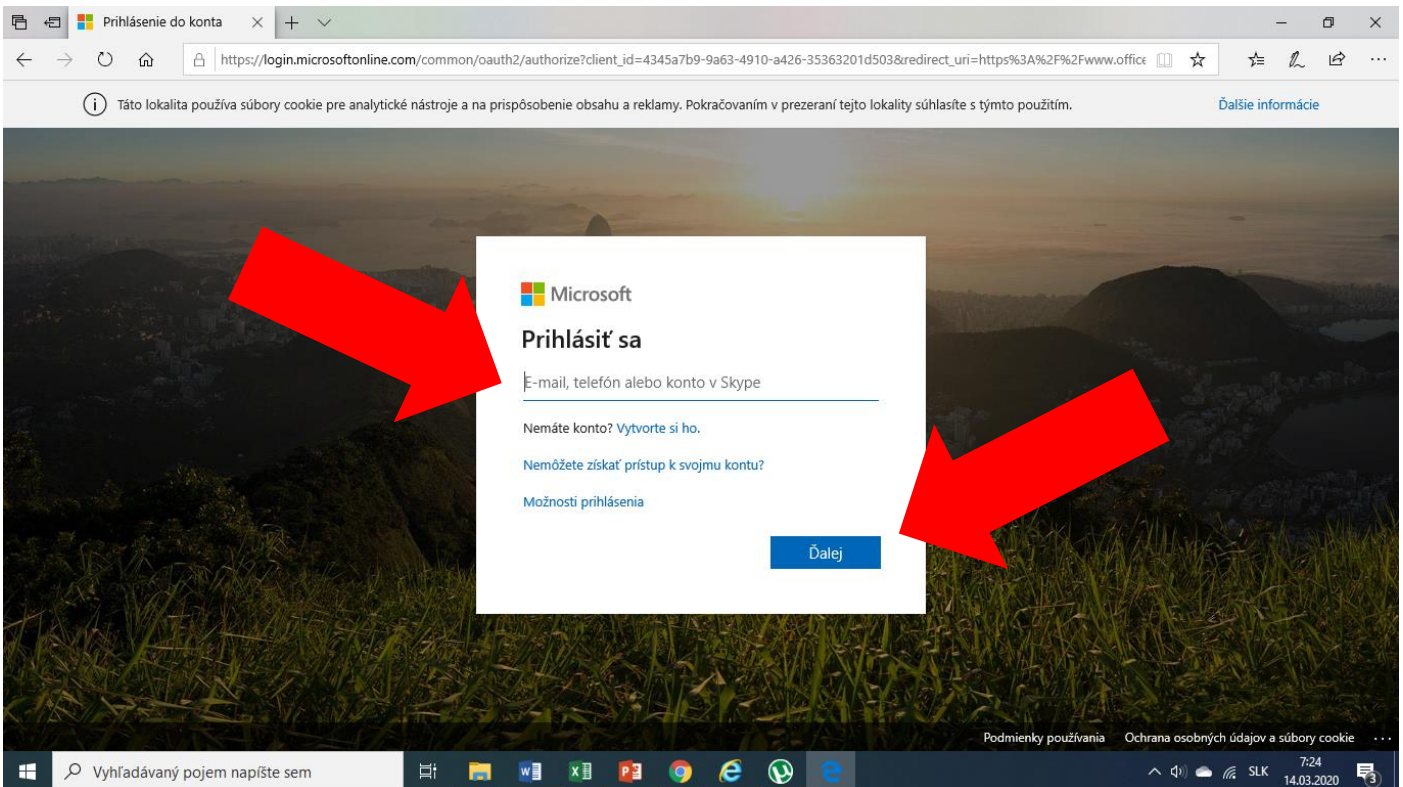 Prihlásenie do konta
https://login.microsoftonline.com/common/oauth2/authorize?client_id=4345a7b9-9a63-4910-a426-35363201d503&redirect_uri=https%3A%2F%2Fwww.office
Táto lokalita používa súbory cookie pre analytické nástroje a na prispôsobenie obsahu a reklamy. Pokračovaním v prezeraní tejto lokality súhlasíte s týmto použitím. Ďalšie informácie
Microsoft
Prihlásiť sa
E-mail, telefón alebo konto v Skype
Nemáte konto? Vytvorte si ho.
Nemôžete získať prístup k svojmu kontu?
Možnosti prihlásenia
Ďalej
Podmienky používania Ochrana osobných údajov a súbory cookie ...
Vyhľadávaný pojem napíšte sem
SLK
7:24
14.03.2020
3